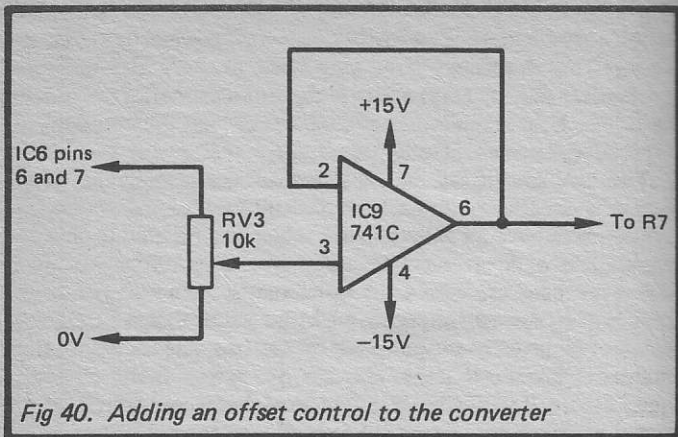 +15V
IC6 pins
6 and 7
2
7
RV3
10k
IC9
741C
6
To R7
3
4
0V
−15V
Fig 40. Adding an offset control to the converter